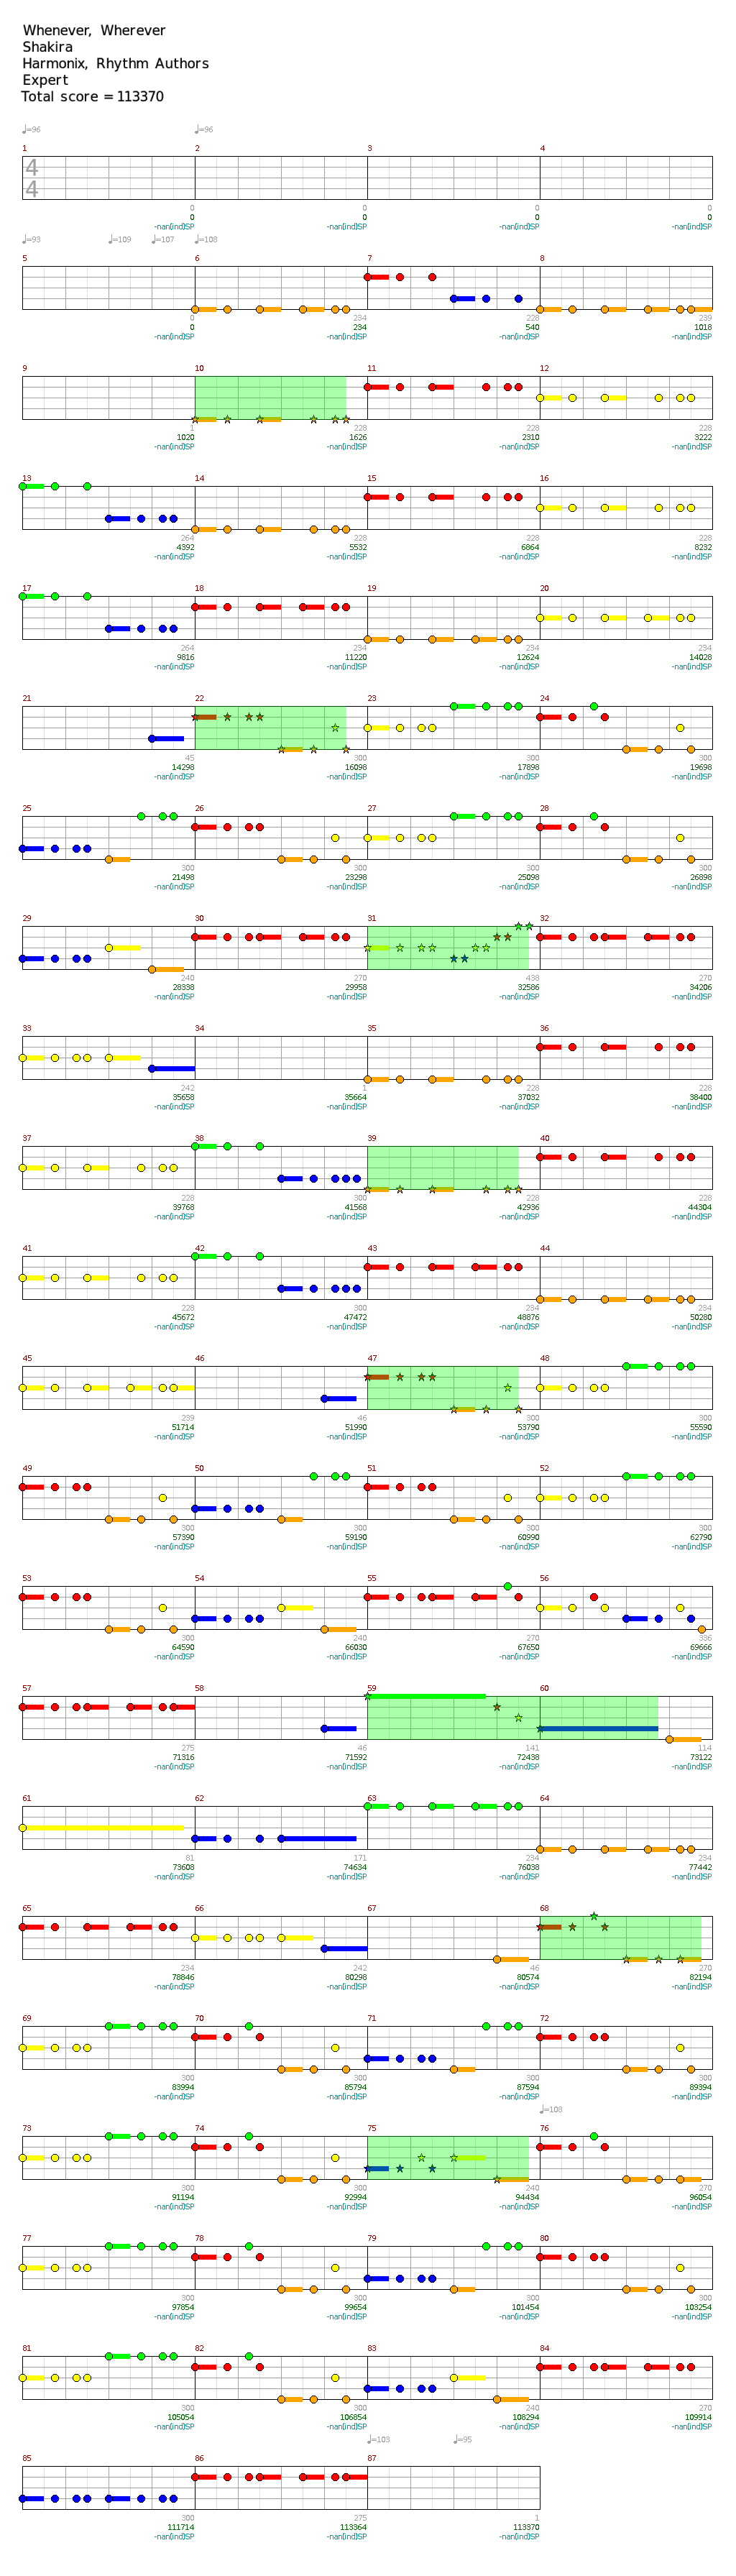 Whenever, Wherever
Shakira
Harmonix, Rhythm Authors
Expert
Total score = 113370
♩=96 ♩=96
1 2 3 4
4
4
0 0 0 0
0 0 0 0
-nan(ind)SP -nan(ind)SP -nan(ind)SP -nan(ind)SP
♩=93 ♩=109 ♩=107 ♩=108
5 6 7 8
0 234 228 239
0 234 540 1018
-nan(ind)SP -nan(ind)SP -nan(ind)SP -nan(ind)SP
9 10 11 12
1 228 228 228
1020 1626 2310 3222
-nan(ind)SP -nan(ind)SP -nan(ind)SP -nan(ind)SP
13 14 15 16
264 228 228 228
4392 5532 6864 8232
-nan(ind)SP -nan(ind)SP -nan(ind)SP -nan(ind)SP
17 18 19 20
264 234 234 234
9816 11220 12624 14028
-nan(ind)SP -nan(ind)SP -nan(ind)SP -nan(ind)SP
21 22 23 24
45 300 300 300
14298 16098 17898 19698
-nan(ind)SP -nan(ind)SP -nan(ind)SP -nan(ind)SP
25 26 27 28
300 300 300 300
21498 23298 25098 26898
-nan(ind)SP -nan(ind)SP -nan(ind)SP -nan(ind)SP
29 30 31 32
240 270 438 270
28338 29958 32586 34206
-nan(ind)SP -nan(ind)SP -nan(ind)SP -nan(ind)SP
33 34 35 36
242 1 228 228
35658 35664 37032 38400
-nan(ind)SP -nan(ind)SP -nan(ind)SP -nan(ind)SP
37 38 39 40
228 300 228 228
39768 41568 42936 44304
-nan(ind)SP -nan(ind)SP -nan(ind)SP -nan(ind)SP
41 42 43 44
228 300 234 234
45672 47472 48876 50280
-nan(ind)SP -nan(ind)SP -nan(ind)SP -nan(ind)SP
45 46 47 48
239 46 300 300
51714 51990 53790 55590
-nan(ind)SP -nan(ind)SP -nan(ind)SP -nan(ind)SP
49 50 51 52
300 300 300 300
57390 59190 60990 62790
-nan(ind)SP -nan(ind)SP -nan(ind)SP -nan(ind)SP
53 54 55 56
300 240 270 336
64590 66030 67650 69666
-nan(ind)SP -nan(ind)SP -nan(ind)SP -nan(ind)SP
57 58 59 60
275 46 141 114
71316 71592 72438 73122
-nan(ind)SP -nan(ind)SP -nan(ind)SP -nan(ind)SP
61 62 63 64
81 171 234 234
73608 74634 76038 77442
-nan(ind)SP -nan(ind)SP -nan(ind)SP -nan(ind)SP
65 66 67 68
234 242 46 270
78846 80298 80574 82194
-nan(ind)SP -nan(ind)SP -nan(ind)SP -nan(ind)SP
69 70 71 72
300 300 300 300
83994 85794 87594 89394
-nan(ind)SP -nan(ind)SP -nan(ind)SP -nan(ind)SP
♩=108
73 74 75 76
300 300 240 270
91194 92994 94434 96054
-nan(ind)SP -nan(ind)SP -nan(ind)SP -nan(ind)SP
77 78 79 80
300 300 300 300
97854 99654 101454 103254
-nan(ind)SP -nan(ind)SP -nan(ind)SP -nan(ind)SP
81 82 83 84
300 300 240 270
105054 106854 108294 109914
-nan(ind)SP -nan(ind)SP -nan(ind)SP -nan(ind)SP
♩=103 ♩=95
85 86 87
300 275 1
111714 113364 113370
-nan(ind)SP -nan(ind)SP -nan(ind)SP